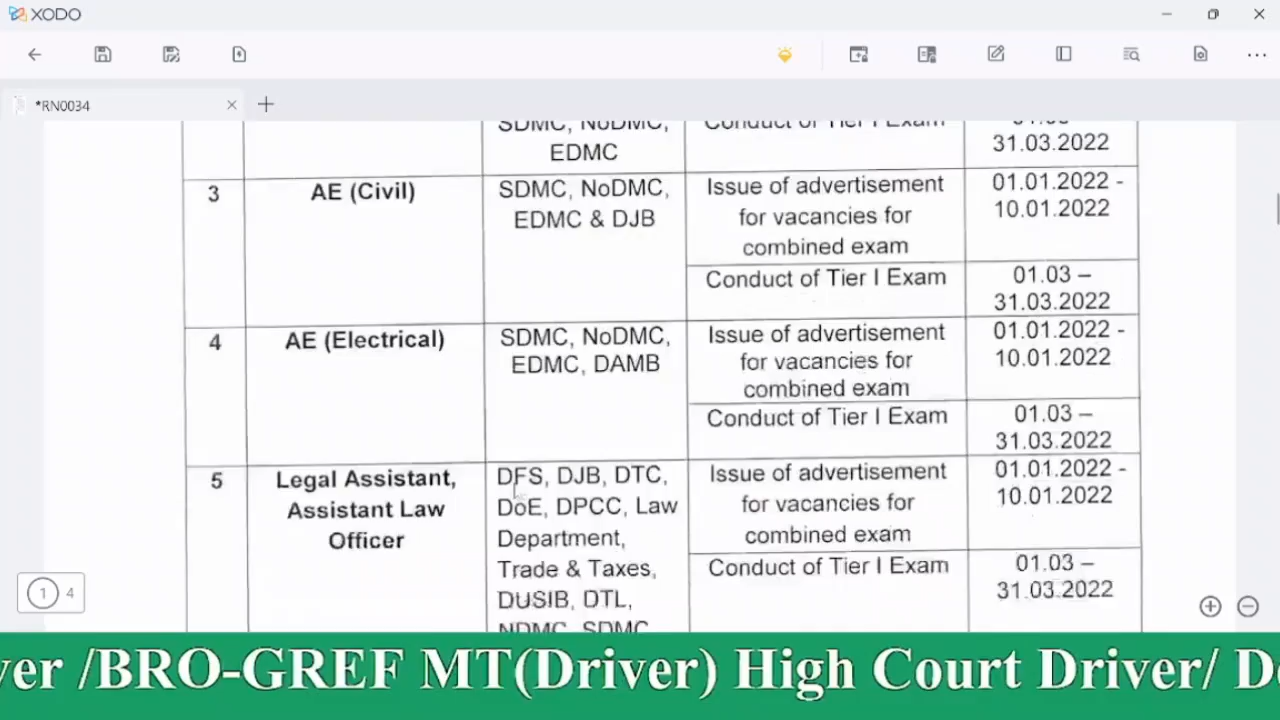 XODO
*RN0034
SDMC, NoDMC,
EDMC
Conduct of Tier I Exam
31.03.2022
3
AE (Civil)
SDMC, NoDMC,
EDMC & DJB
Issue of advertisement
for vacancies for
combined exam
01.01.2022 -
10.01.2022
Conduct of Tier I Exam
01.03 –
31.03.2022
4
AE (Electrical)
SDMC, NoDMC,
EDMC, DAMB
Issue of advertisement
for vacancies for
combined exam
01.01.2022 -
10.01.2022
Conduct of Tier I Exam
01.03 –
31.03.2022
5
Legal Assistant,
Assistant Law
Officer
DFS, DJB, DTC,
DoE, DPCC, Law
Department,
Trade & Taxes,
DUSIB, DTL,
NDMC, SDMC
Issue of advertisement
for vacancies for
combined exam
01.01.2022 -
10.01.2022
Conduct of Tier I Exam
01.03 –
31.03.2022
1 4
/BRO-GREF MT(Driver) High Court Driver/